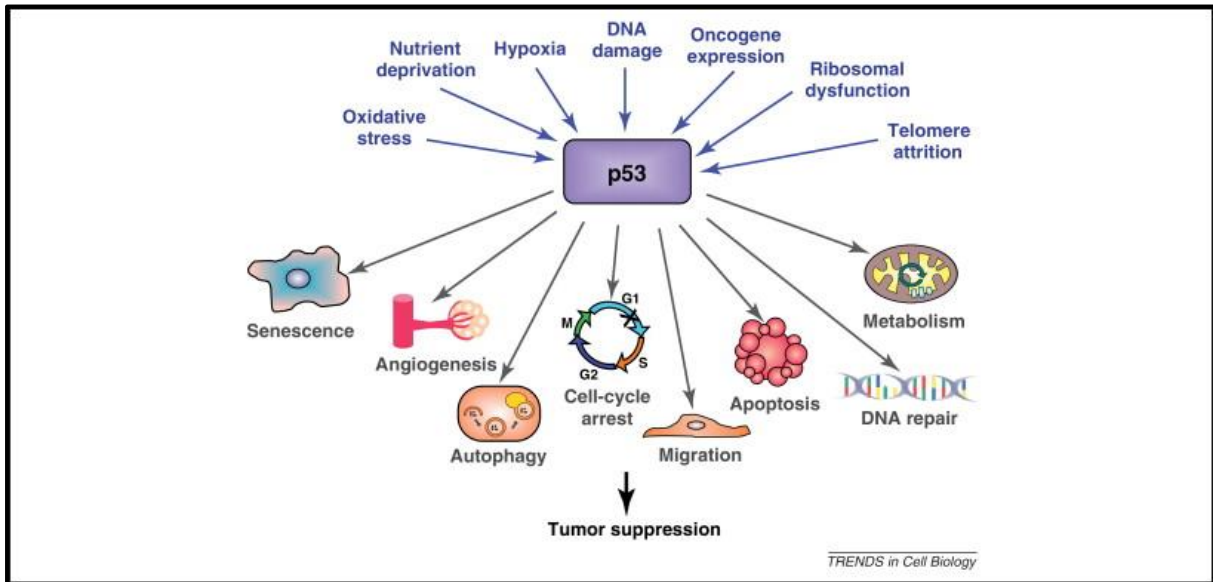 Nutrient
deprivation
Hypoxia
DNA
damage
Oncogene
expression
Ribosomal
dysfunction
Oxidative
stress
Telomere
attrition
p53
Senescence
Angiogenesis
Autophagy
G1
M
S
G2
Cell-cycle
arrest
Migration
Apoptosis
DNA repair
Metabolism
Tumor suppression
TRENDS in Cell Biology